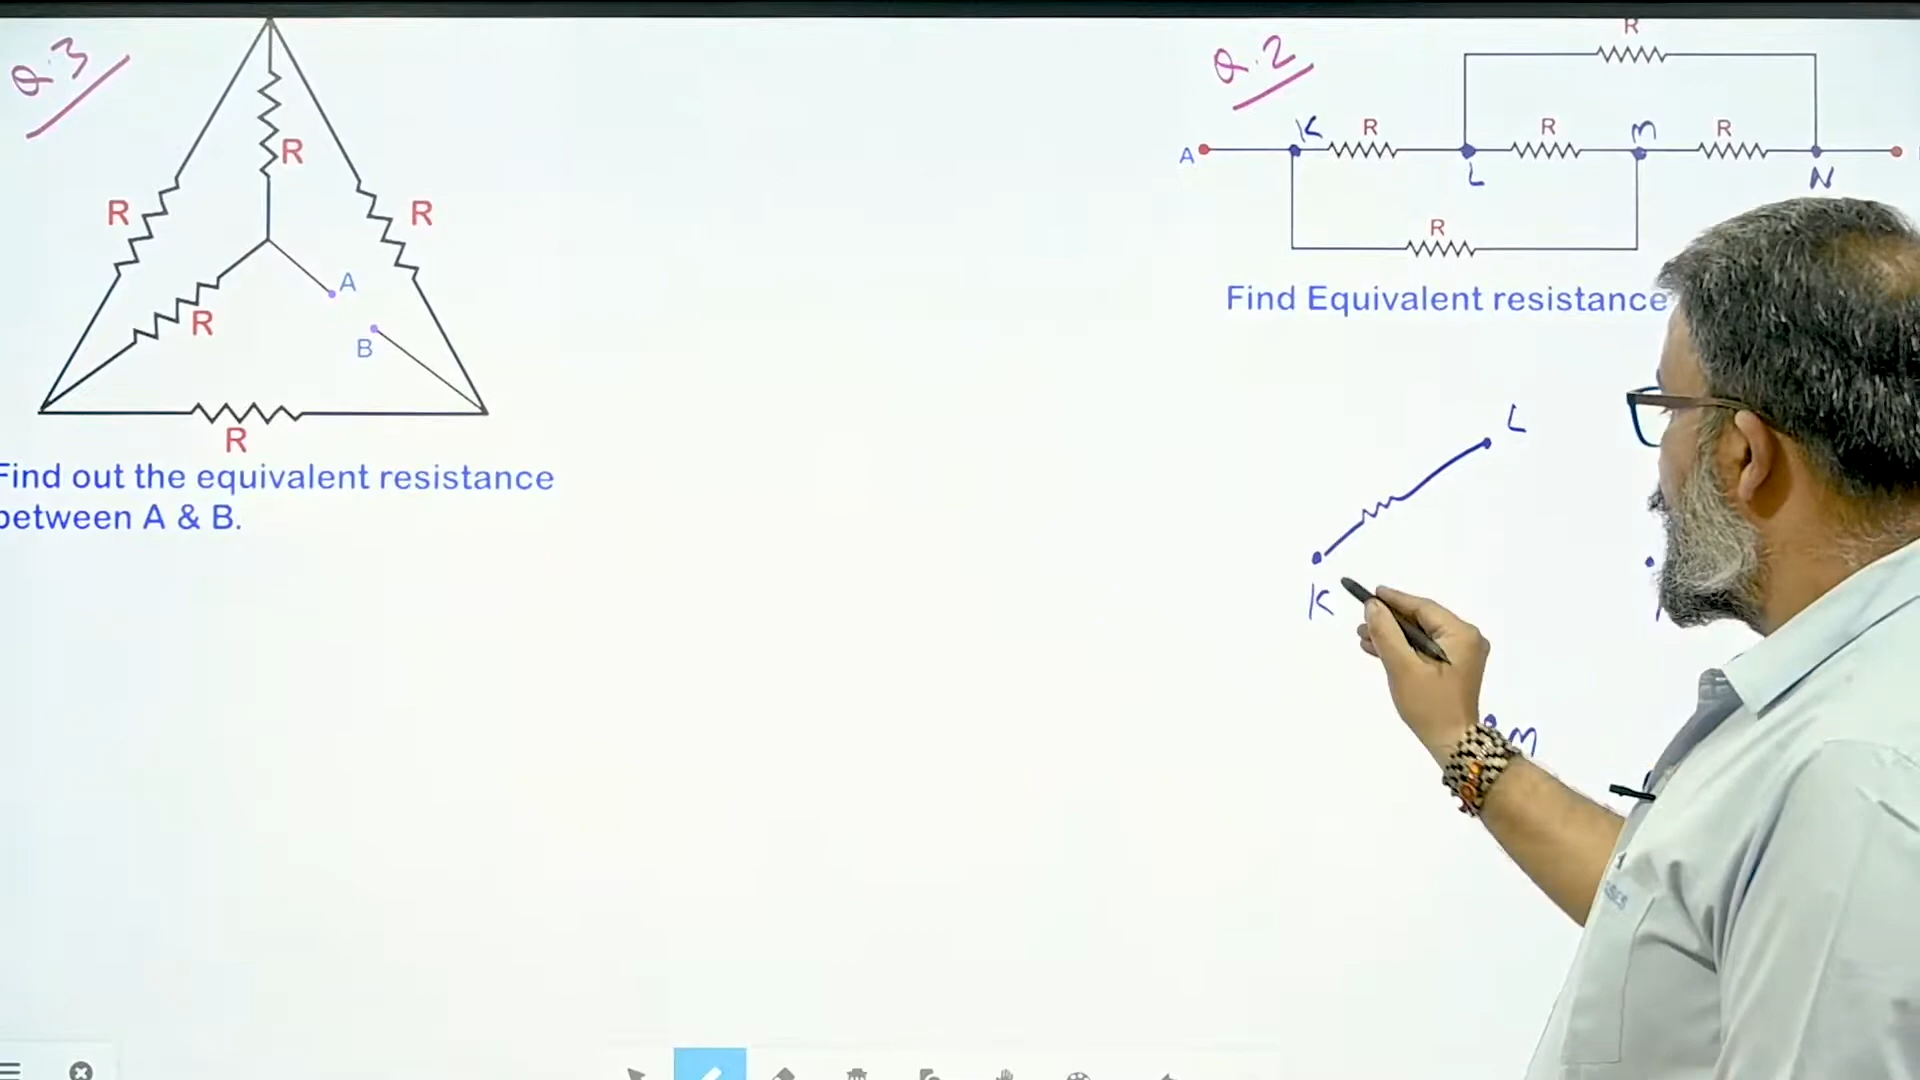 Q.3
R
R
R
R
A
B
R
Find out the equivalent resistance
between A & B.
Q.2
R
A
K
R
L
R
M
R
N
R
Find Equivalent resistance
L
K
M